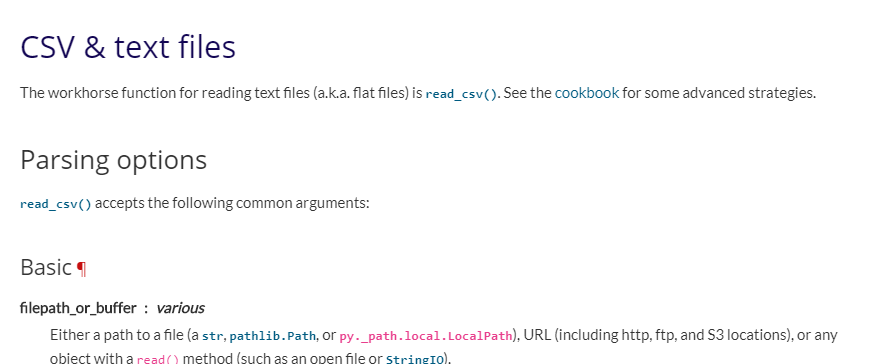 CSV & text files
The workhorse function for reading text files (a.k.a. flat files) is read_csv(). See the cookbook for some advanced strategies.
Parsing options
read_csv() accepts the following common arguments:
Basic ¶
filepath_or_buffer : various
Either a path to a file (a str, pathlib.Path, or py._path.local.LocalPath), URL (including http, ftp, and S3 locations), or any
object with a read() method (such as an open file or StringIO).